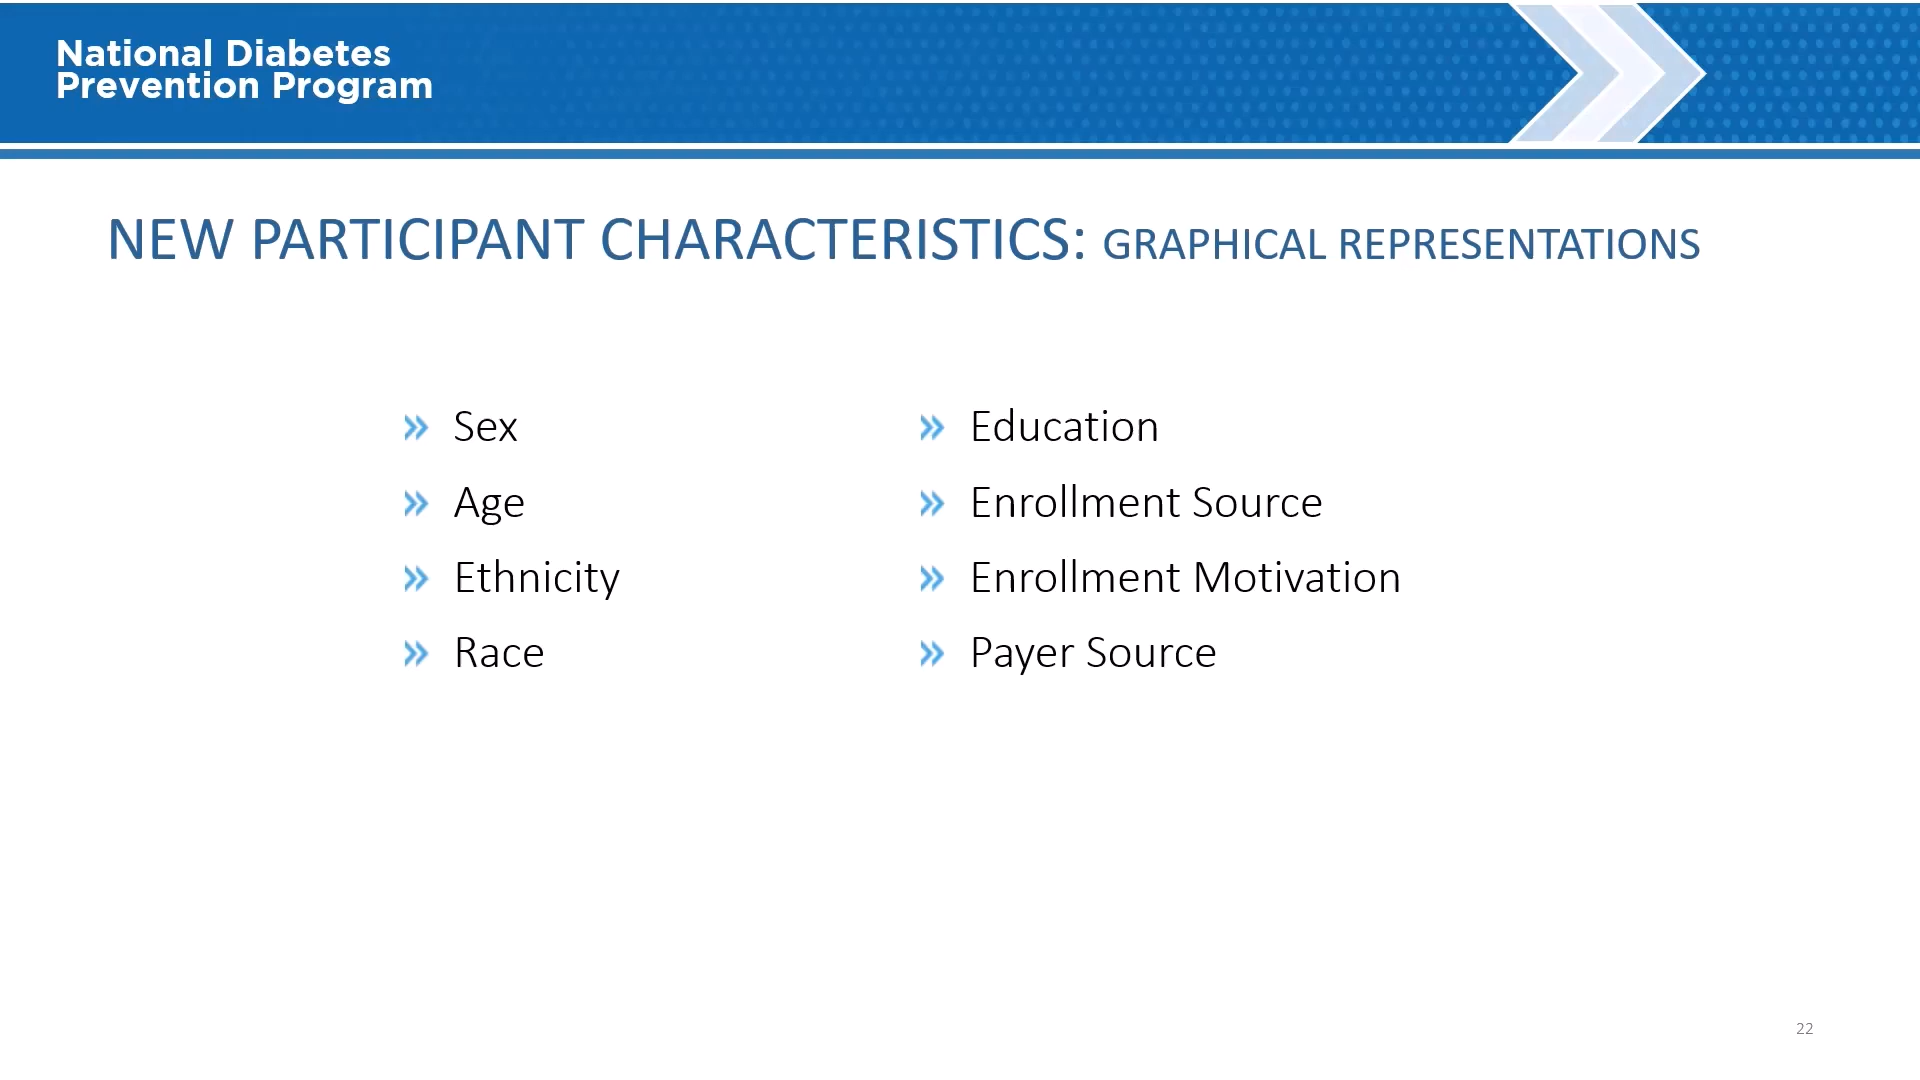 National Diabetes
Prevention Program
NEW PARTICIPANT CHARACTERISTICS: GRAPHICAL REPRESENTATIONS
» Sex
» Age
» Ethnicity
» Race
» Education
» Enrollment Source
» Enrollment Motivation
» Payer Source
22